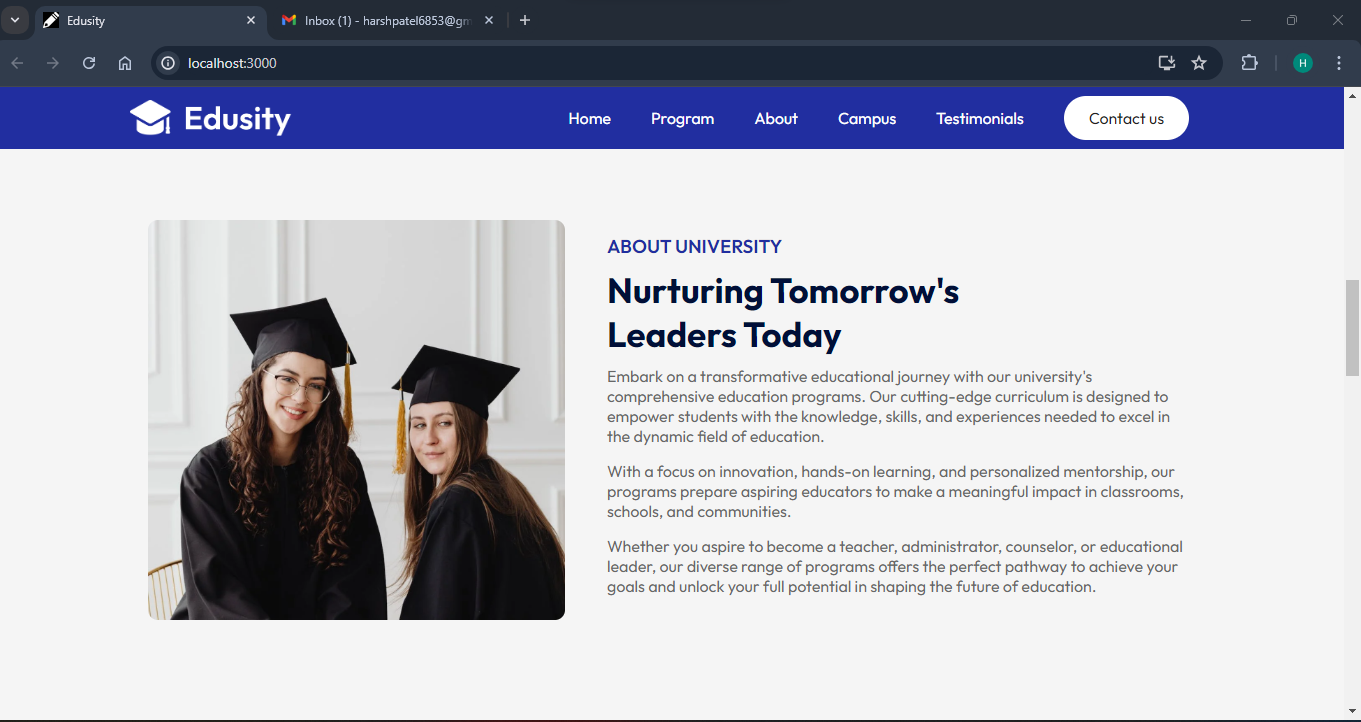 Edusity
Inbox (1) - harshpatel6853@gm
localhost:3000
H
Edusity
Home
Program
About
Campus
Testimonials
Contact us
ABOUT UNIVERSITY
Nurturing Tomorrow's
Leaders Today
Embark on a transformative educational journey with our university's
comprehensive education programs. Our cutting-edge curriculum is designed to
empower students with the knowledge, skills, and experiences needed to excel in
the dynamic field of education.
With a focus on innovation, hands-on learning, and personalized mentorship, our
programs prepare aspiring educators to make a meaningful impact in classrooms,
schools, and communities.
Whether you aspire to become a teacher, administrator, counselor, or educational
leader, our diverse range of programs offers the perfect pathway to achieve your
goals and unlock your full potential in shaping the future of education.